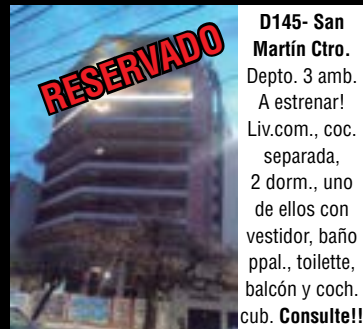 RESERVADO
D145- San
Martín Ctro.
Depto. 3 amb.
A estrenar!
Liv.com., coc.
separada,
2 dorm., uno
de ellos con
vestidor, baño
ppal., toilette,
balcón y coch.
cub. Consulte!!